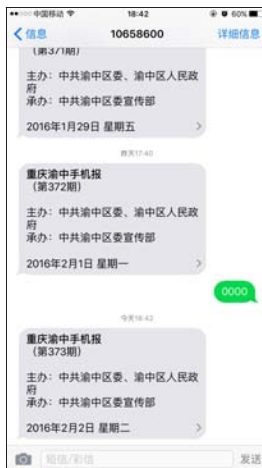 中国移动 18:42 60%
信息 10658600 详细信息
(第371期)
主办：中共渝中区委、渝中区人民政
府
承办：中共渝中区委宣传部
2016年1月29日 星期五
昨天17:40
重庆渝中手机报
（第372期）
主办：中共渝中区委、渝中区人民政
府
承办：中共渝中区委宣传部
2016年2月1日 星期一
0000
今天18:42
重庆渝中手机报
（第373期）
主办：中共渝中区委、渝中区人民政
府
承办：中共渝中区委宣传部
2016年2月2日 星期二
短信/彩信 发送